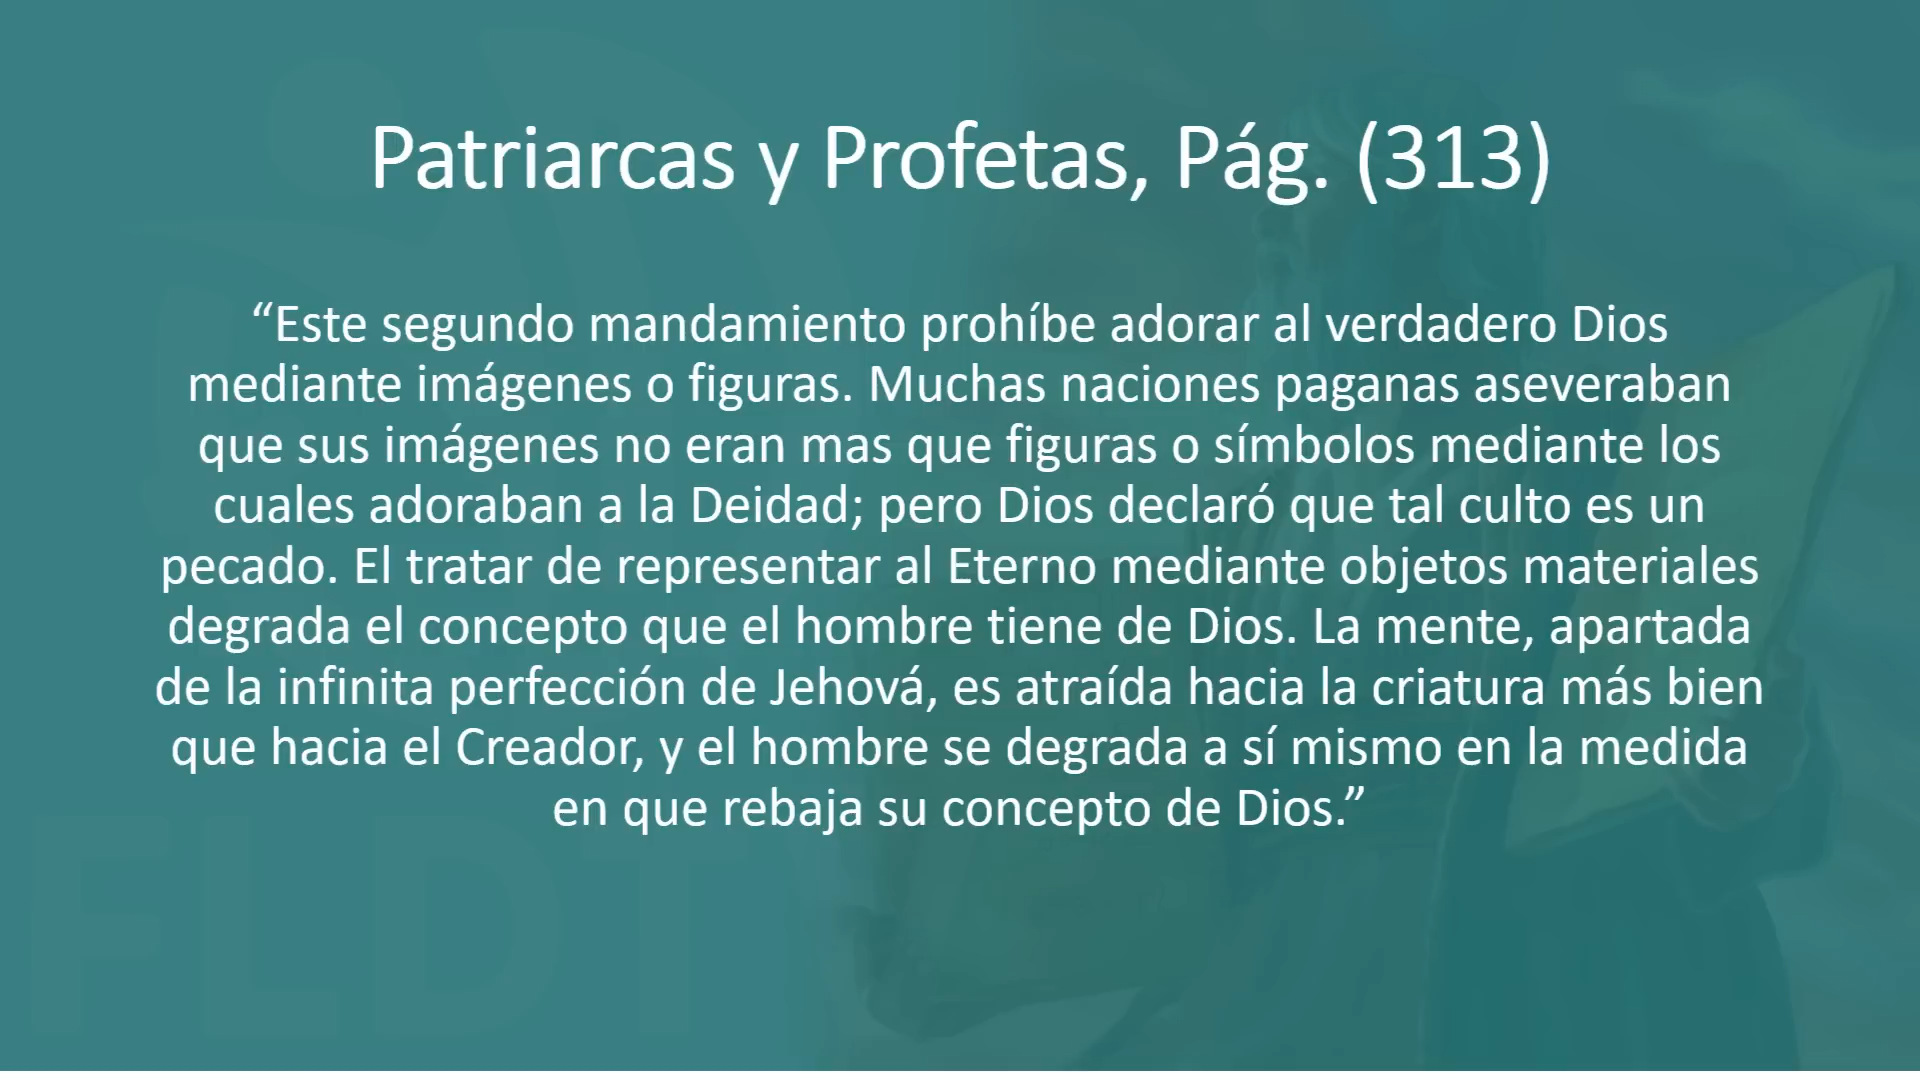 Patriarcas y Profetas, Pág. (313)
“Este segundo mandamiento prohíbe adorar al verdadero Dios
mediante imágenes o figuras. Muchas naciones paganas aseveraban
que sus imágenes no eran mas que figuras o símbolos mediante los
cuales adoraban a la Deidad; pero Dios declaró que tal culto es un
pecado. El tratar de representar al Eterno mediante objetos materiales
degrada el concepto que el hombre tiene de Dios. La mente, apartada
de la infinita perfección de Jehová, es atraída hacia la criatura más bien
que hacia el Creador, y el hombre se degrada a sí mismo en la medida
en que rebaja su concepto de Dios.”
FLDT